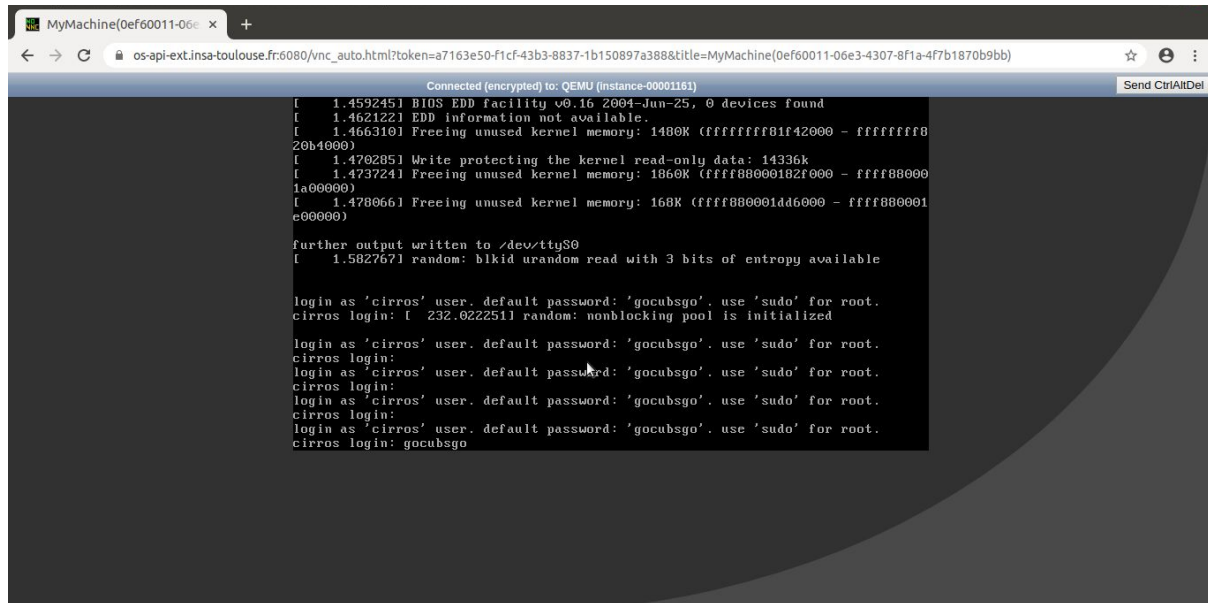 MyMachine(0ef60011-06e
os-api-ext.insa-toulouse.fr:6080/vnc_auto.html?token=a7163e50-f1cf-43b3-8837-1b150897a388&title=MyMachine(0ef60011-06e3-4307-8f1a-4f7b1870b9bb)
Connected (encrypted) to: QEMU (instance-00001161)
Send CtrlAltDel
[    1.459245] BIOS EDD facility v0.16 2004-Jun-25, 0 devices found
[    1.462122] EDD information not available.
[    1.466310] Freeing unused kernel memory: 1480K (ffffffff81f42000 - ffffffff8
20b4000)
[    1.470285] Write protecting the kernel read-only data: 14336k
[    1.473724] Freeing unused kernel memory: 1860K (ffff88000182f000 - ffff88000
1a00000)
[    1.478066] Freeing unused kernel memory: 168K (ffff880001dd6000 - ffff880001
e00000)
further output written to /dev/ttyS0
[    1.582767] random: blkid urandom read with 3 bits of entropy available
login as 'cirros' user. default password: 'gocubsgo'. use 'sudo' for root.
cirros login: [  232.022251] random: nonblocking pool is initialized
login as 'cirros' user. default password: 'gocubsgo'. use 'sudo' for root.
cirros login:
login as 'cirros' user. default password: 'gocubsgo'. use 'sudo' for root.
cirros login:
login as 'cirros' user. default password: 'gocubsgo'. use 'sudo' for root.
cirros login:
login as 'cirros' user. default password: 'gocubsgo'. use 'sudo' for root.
cirros login: gocubsgo